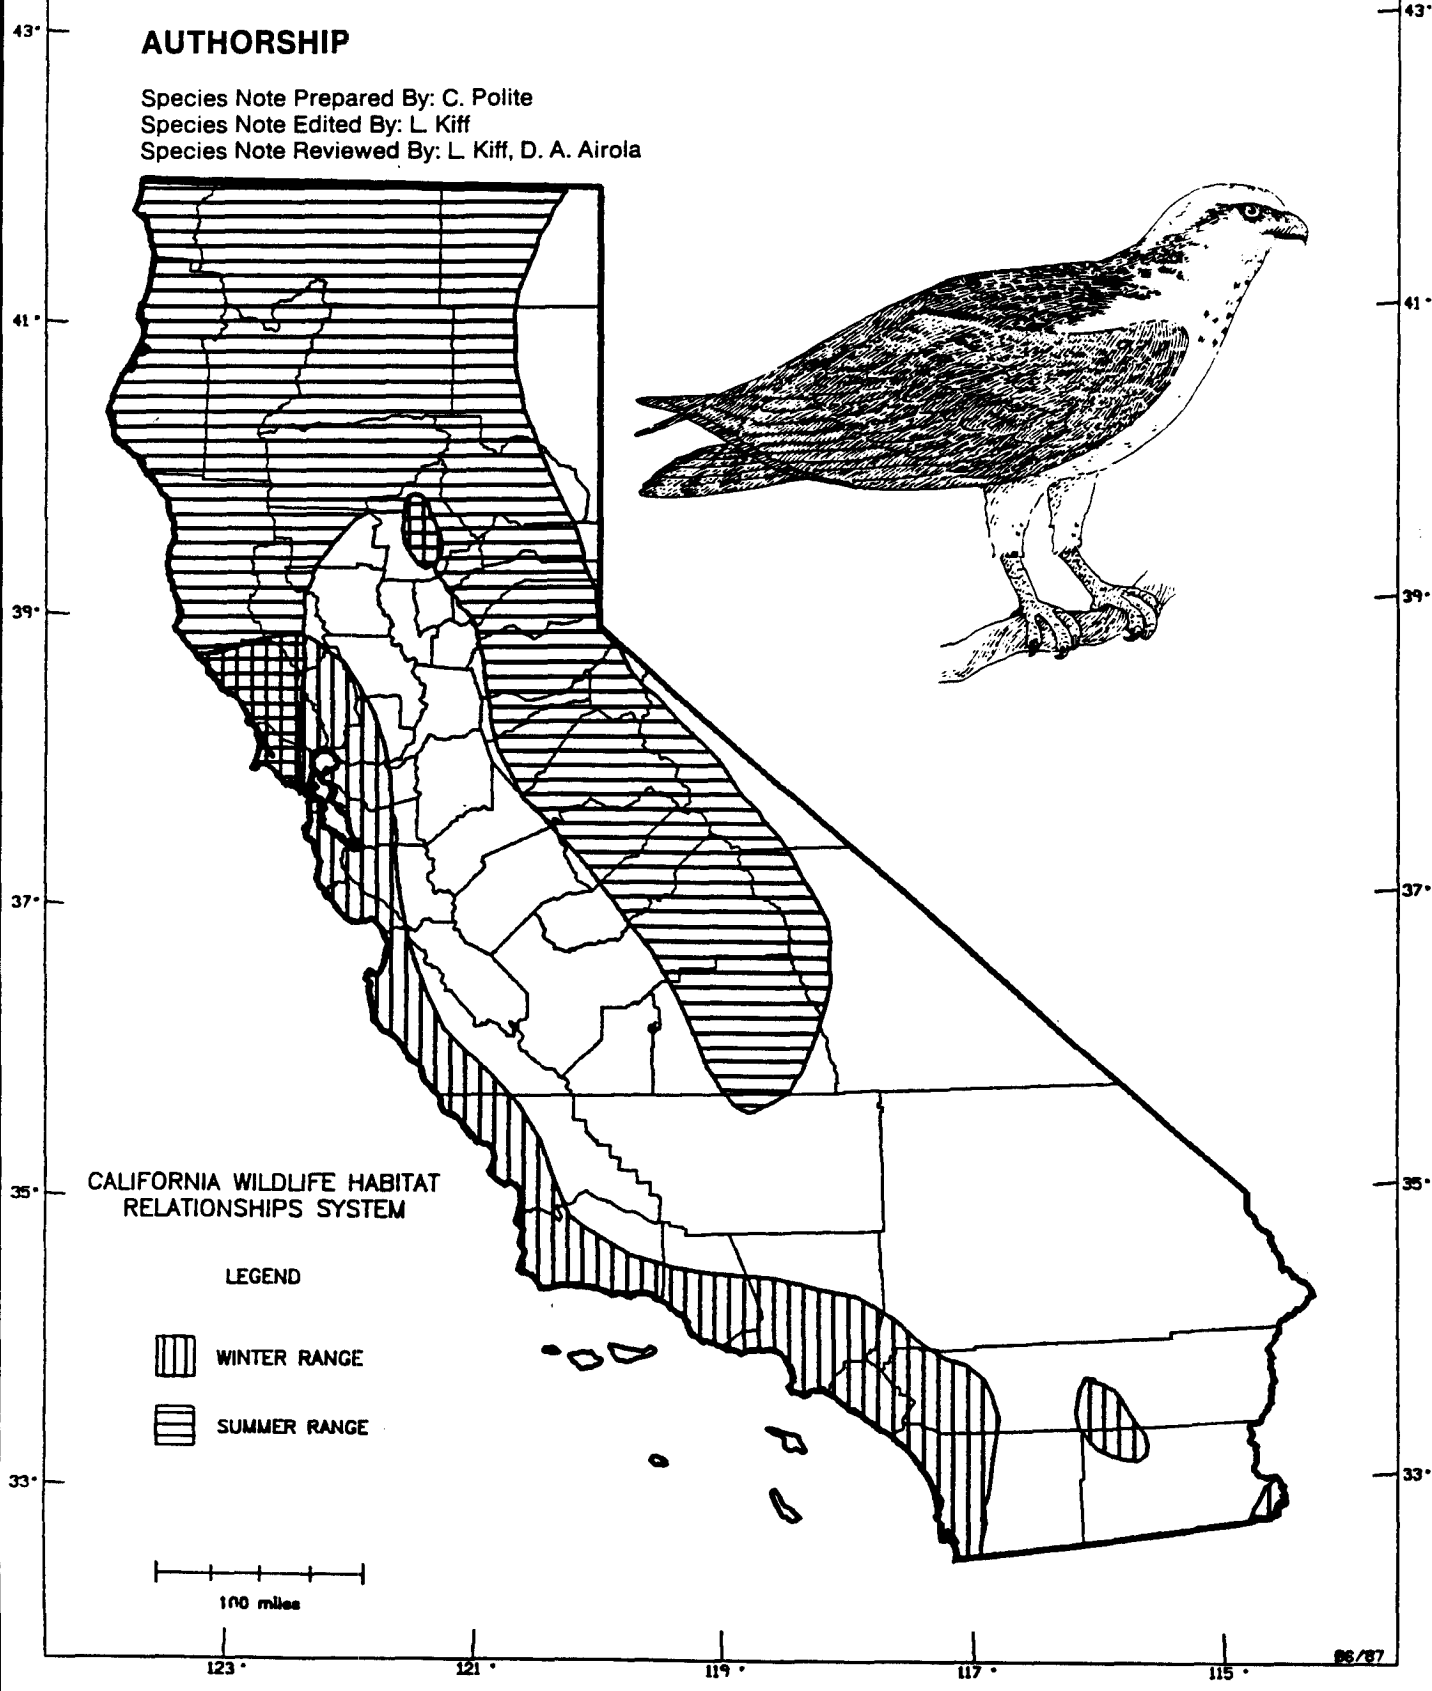 43°
43°
AUTHORSHIP
Species Note Prepared By: C. Polite
Species Note Edited By: L. Kiff
Species Note Reviewed By: L. Kiff, D. A. Airola
41°
41°
39°
39°
37°
37°
CALIFORNIA WILDLIFE HABITAT
RELATIONSHIPS SYSTEM
35°
35°
LEGEND
WINTER RANGE
SUMMER RANGE
33°
33°
100 miles
06/87
123°
121°
119°
117°
115°